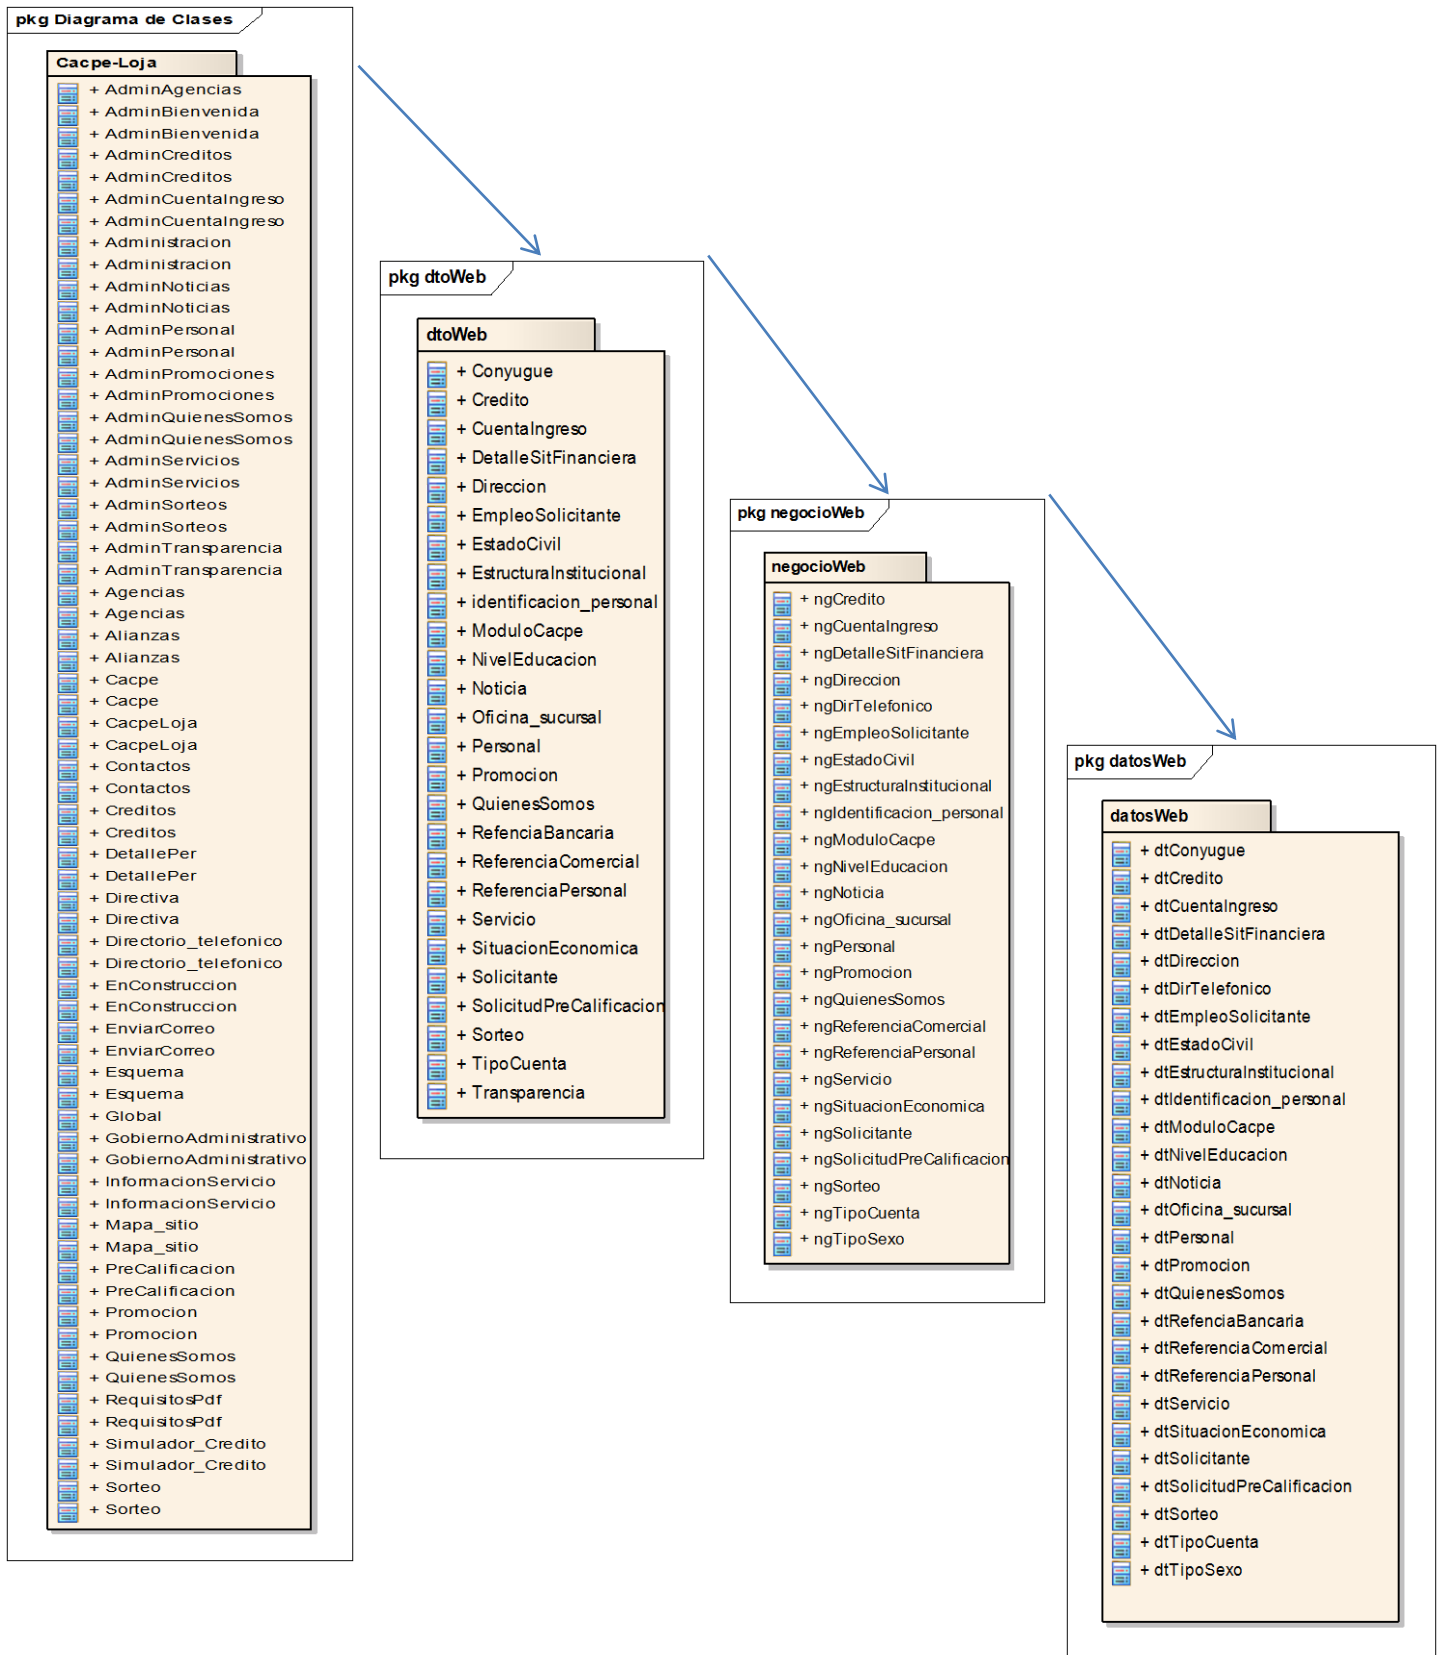 pkg Diagrama de Clases
Cacpe-Loja
+ AdminAgencias
+ AdminBienvenida
+ AdminBienvenida
+ AdminCreditos
+ AdminCreditos
+ AdminCuentaIngreso
+ AdminCuentaIngreso
+ Administracion
+ Administracion
+ AdminNoticias
+ AdminNoticias
+ AdminPersonal
+ AdminPersonal
+ AdminPromociones
+ AdminPromociones
+ AdminQuienesSomos
+ AdminQuienesSomos
+ AdminServicios
+ AdminServicios
+ AdminSorteos
+ AdminSorteos
+ AdminTransparencia
+ AdminTransparencia
+ Agencias
+ Agencias
+ Alianzas
+ Alianzas
+ Cacpe
+ Cacpe
+ CacpeLoja
+ CacpeLoja
+ Contactos
+ Contactos
+ Creditos
+ Creditos
+ DetallePer
+ DetallePer
+ Directiva
+ Directiva
+ Directorio_telefonico
+ Directorio_telefonico
+ EnConstruccion
+ EnConstruccion
+ EnviarCorreo
+ EnviarCorreo
+ Esquema
+ Esquema
+ Global
+ GobiernoAdministrativo
+ GobiernoAdministrativo
+ InformacionServicio
+ InformacionServicio
+ Mapa_sitio
+ Mapa_sitio
+ PreCalificacion
+ PreCalificacion
+ Promocion
+ Promocion
+ QuienesSomos
+ QuienesSomos
+ RequisitosPdf
+ RequisitosPdf
+ Simulador_Credito
+ Simulador_Credito
+ Sorteo
+ Sorteo
pkg dtoWeb
dtoWeb
+ Conyugue
+ Credito
+ CuentaIngreso
+ DetalleSitFinanciera
+ Direccion
+ EmpleoSolicitante
+ EstadoCivil
+ EstructuraInstitucional
+ identificacion_personal
+ ModuloCacpe
+ NivelEducacion
+ Noticia
+ Oficina_sucursal
+ Personal
+ Promocion
+ QuienesSomos
+ RefenciaBancaria
+ ReferenciaComercial
+ ReferenciaPersonal
+ Servicio
+ SituacionEconomica
+ Solicitante
+ SolicitudPreCalificacion
+ Sorteo
+ TipoCuenta
+ Transparencia
pkg negocioWeb
negocioWeb
+ ngCredito
+ ngCuentaIngreso
+ ngDetalleSitFinanciera
+ ngDireccion
+ ngDirTelefonico
+ ngEmpleoSolicitante
+ ngEstadoCivil
+ ngEstructuraInstitucional
+ ngIdentificacion_personal
+ ngModuloCacpe
+ ngNivelEducacion
+ ngNoticia
+ ngOficina_sucursal
+ ngPersonal
+ ngPromocion
+ ngQuienesSomos
+ ngReferenciaComercial
+ ngReferenciaPersonal
+ ngServicio
+ ngSituacionEconomica
+ ngSolicitante
+ ngSolicitudPreCalificacion
+ ngSorteo
+ ngTipoCuenta
+ ngTipoSexo
pkg datosWeb
datosWeb
+ dtConyugue
+ dtCredito
+ dtCuentaIngreso
+ dtDetalleSitFinanciera
+ dtDireccion
+ dtDirTelefonico
+ dtEmpleoSolicitante
+ dtEstadoCivil
+ dtEstructuraInstitucional
+ dtIdentificacion_personal
+ dtModuloCacpe
+ dtNivelEducacion
+ dtNoticia
+ dtOficina_sucursal
+ dtPersonal
+ dtPromocion
+ dtQuienesSomos
+ dtRefenciaBancaria
+ dtReferenciaComercial
+ dtReferenciaPersonal
+ dtServicio
+ dtSituacionEconomica
+ dtSolicitante
+ dtSolicitudPreCalificacion
+ dtSorteo
+ dtTipoCuenta
+ dtTipoSexo